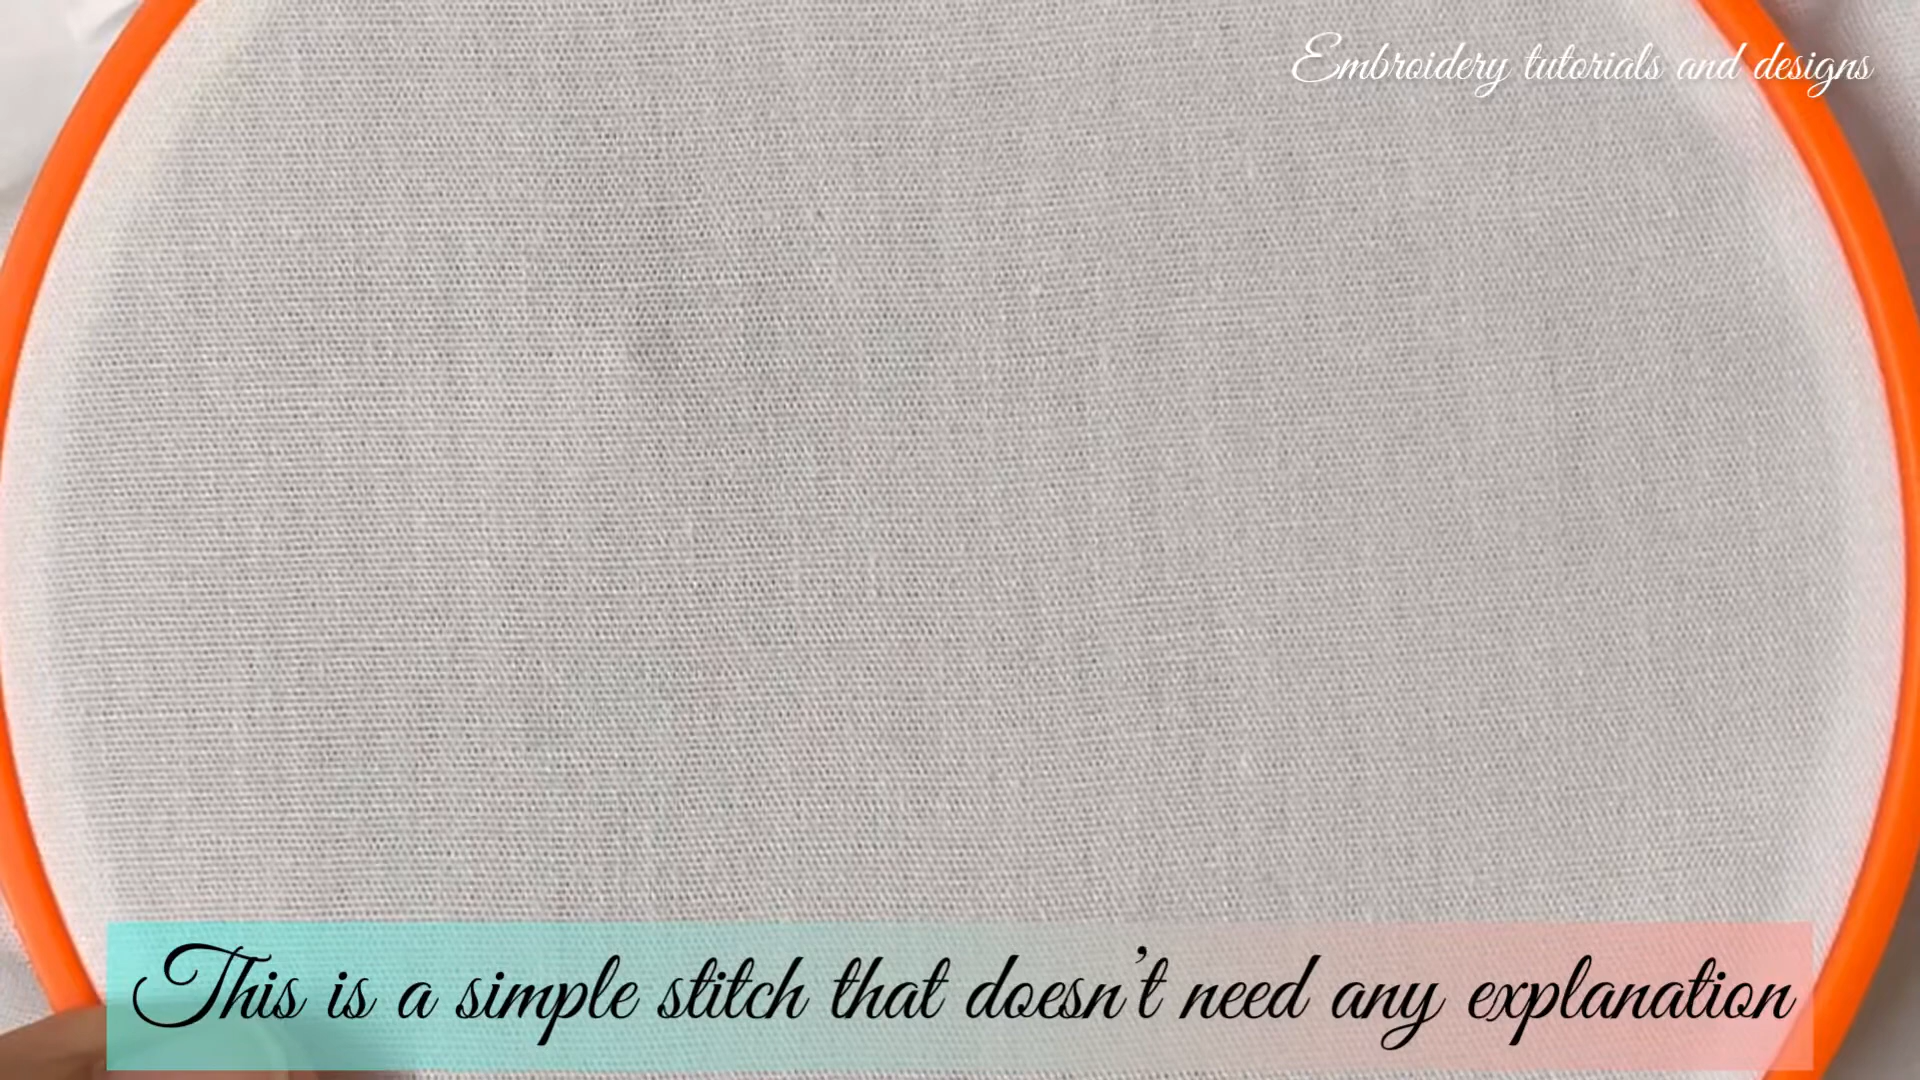 Embroidery tutorials and designs
This is a simple stitch that doesn't need any explanation